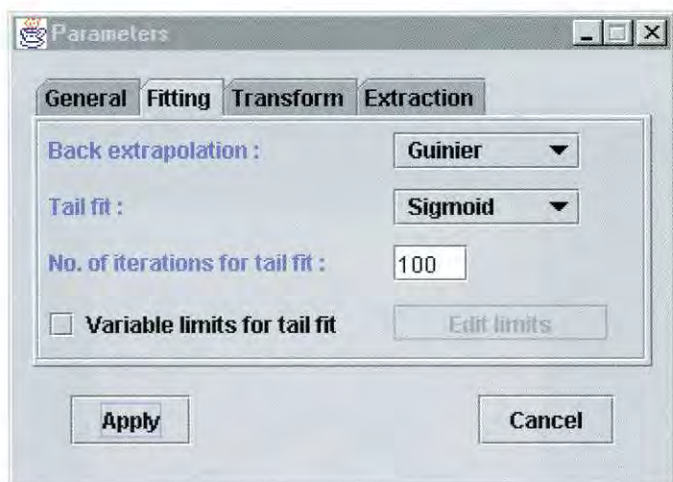 Parameters
General Fitting Transform Extraction
Back extrapolation : Guinier
Tail fit : Sigmoid
No. of iterations for tail fit : 100
Variable limits for tail fit Edit limits
Apply Cancel